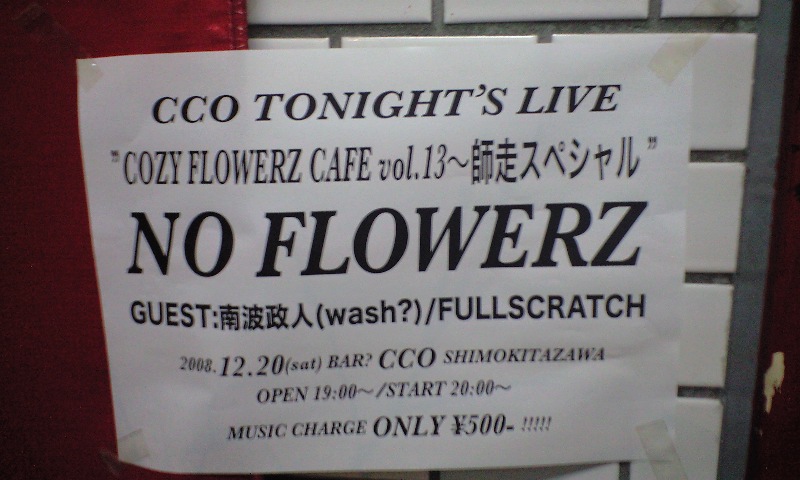 CCO TONIGHT'S LIVE
"COZY FLOWERZ CAFE vol.13～師走スペシャル"
NO FLOWERZ
GUEST:南波政人(wash?)/FULLSCRATCH
2008.12.20(sat) BAR? CCO SHIMOKITAZAWA
OPEN 19:00～/START 20:00～
MUSIC CHARGE ONLY ¥500- !!!!!